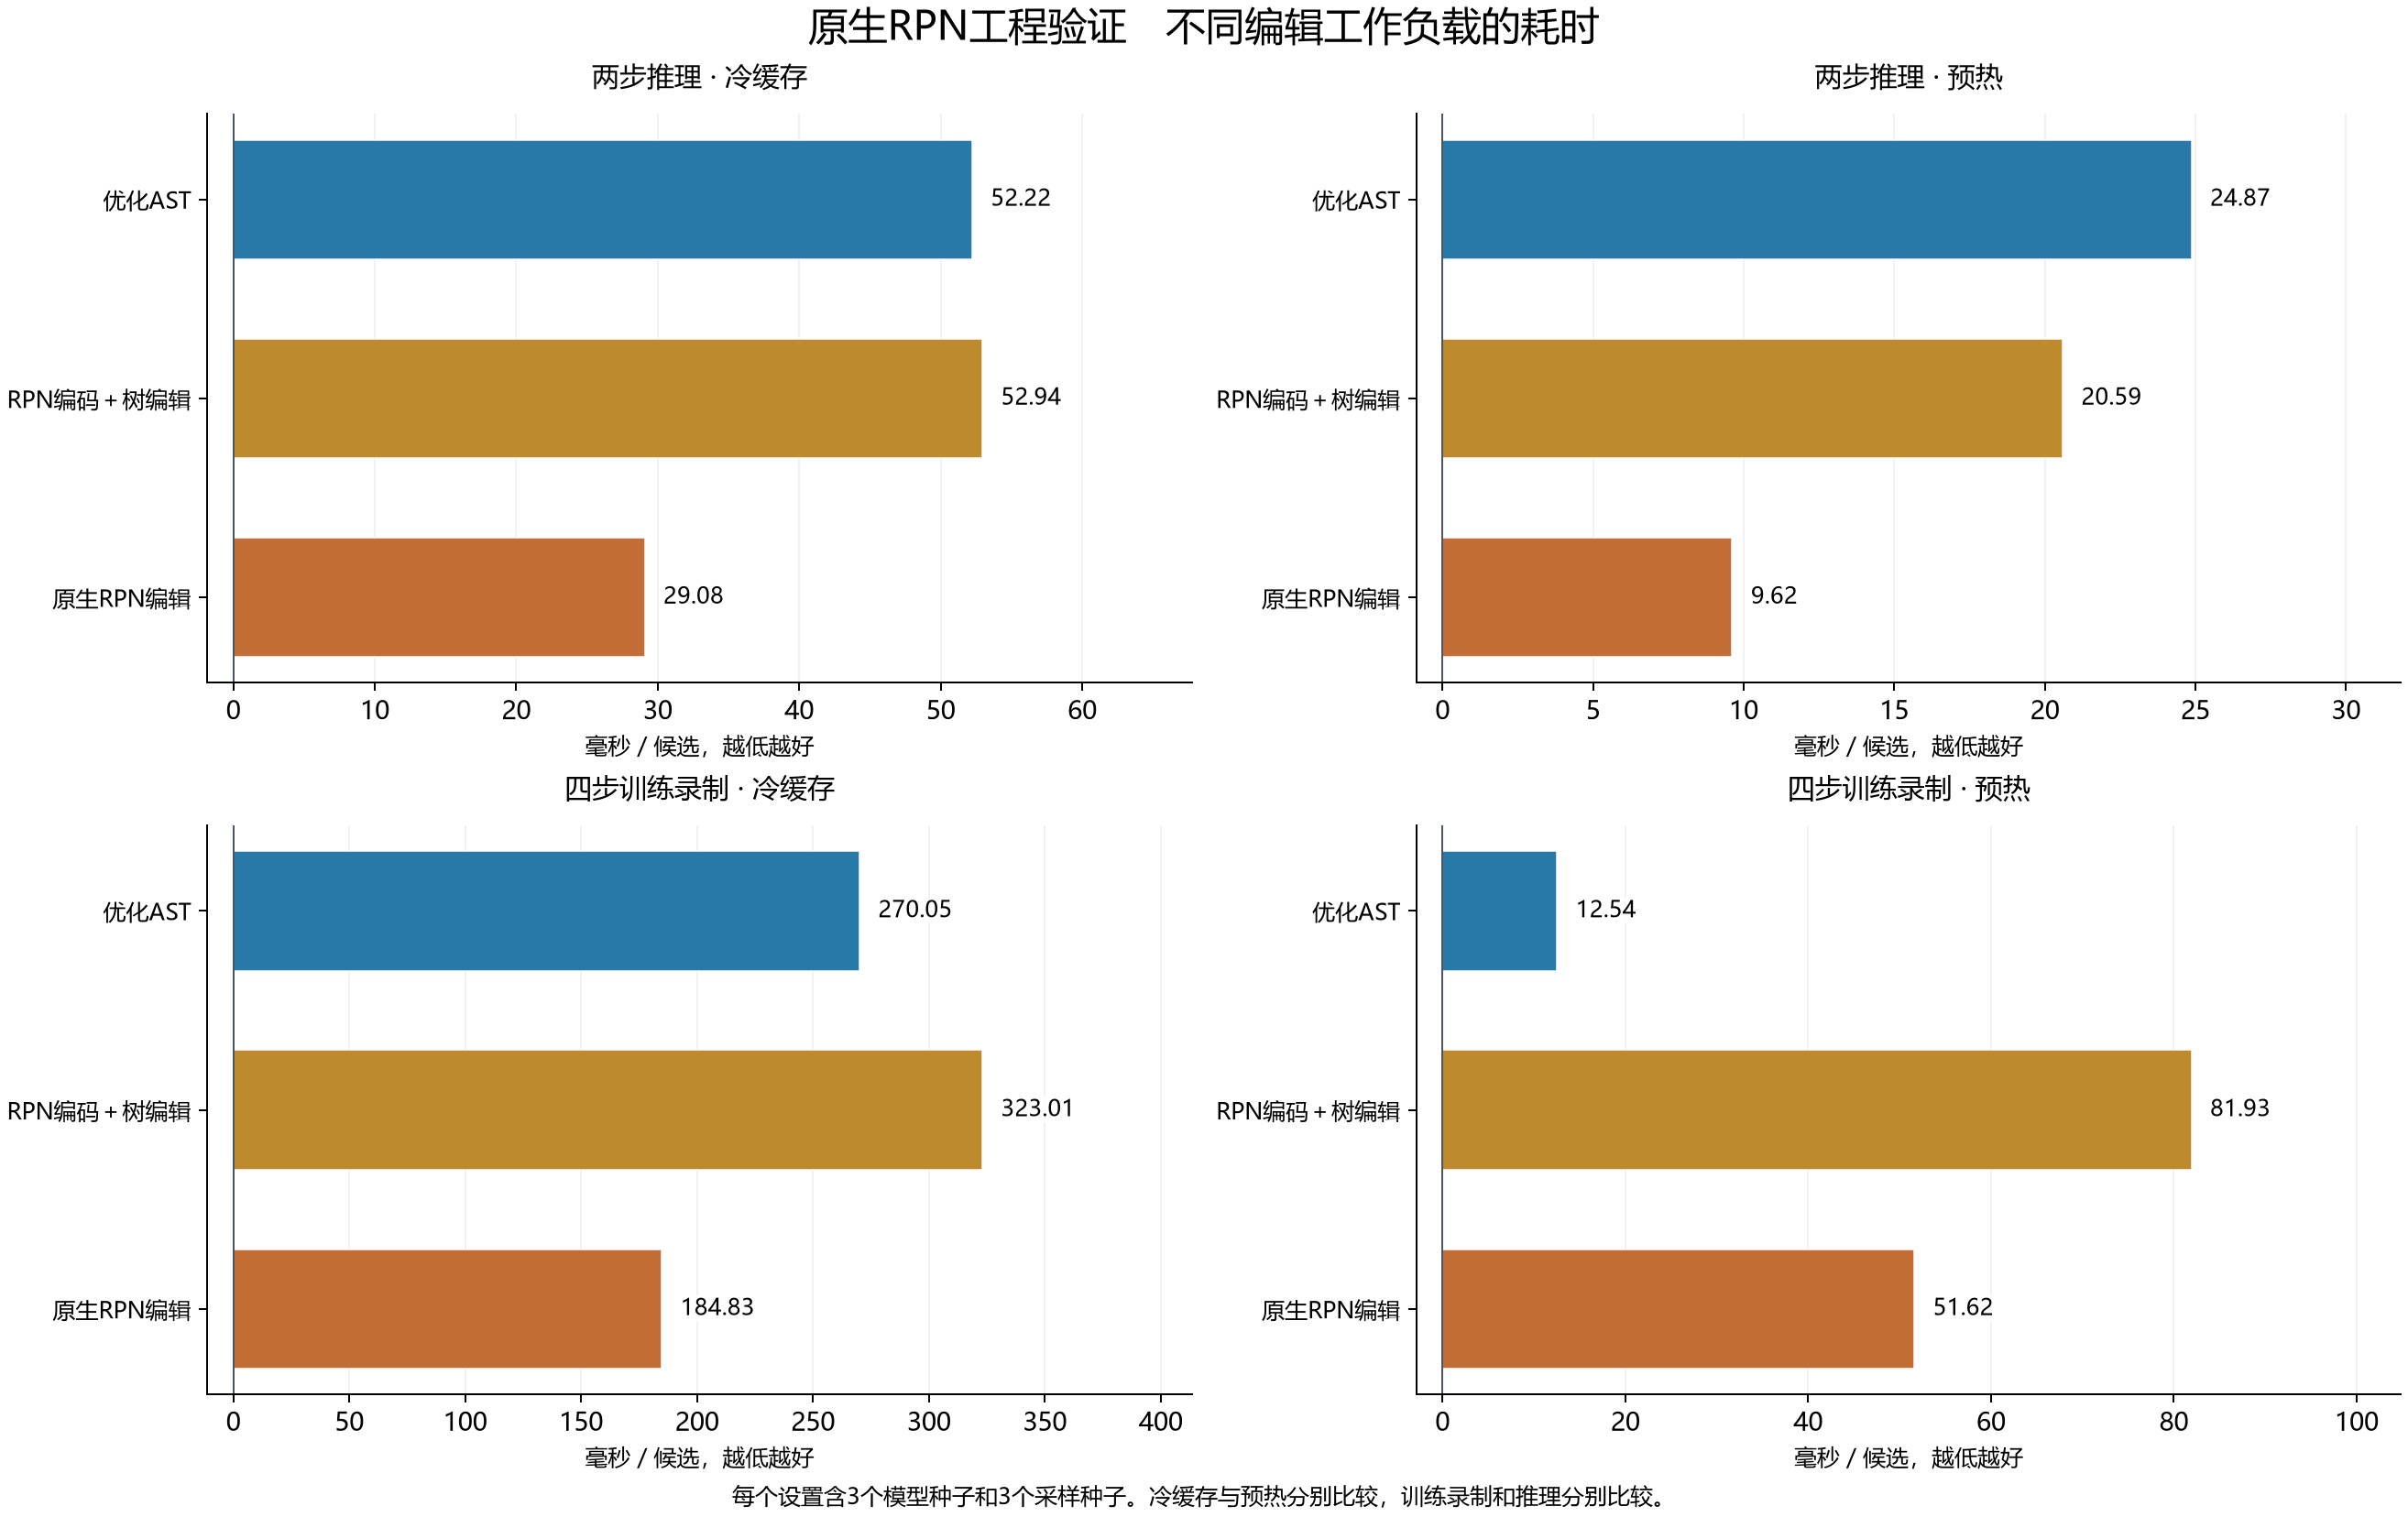 原生RPN工程验证　不同编辑工作负载的耗时
两步推理 · 冷缓存
优化AST
52.22
RPN编码＋树编辑
52.94
原生RPN编辑
29.08
0 10 20 30 40 50 60
毫秒 / 候选，越低越好
两步推理 · 预热
优化AST
24.87
RPN编码＋树编辑
20.59
原生RPN编辑
9.62
0 5 10 15 20 25 30
毫秒 / 候选，越低越好
四步训练录制 · 冷缓存
优化AST
270.05
RPN编码＋树编辑
323.01
原生RPN编辑
184.83
0 50 100 150 200 250 300 350 400
毫秒 / 候选，越低越好
四步训练录制 · 预热
优化AST
12.54
RPN编码＋树编辑
81.93
原生RPN编辑
51.62
0 20 40 60 80 100
毫秒 / 候选，越低越好
每个设置含3个模型种子和3个采样种子。冷缓存与预热分别比较，训练录制和推理分别比较。